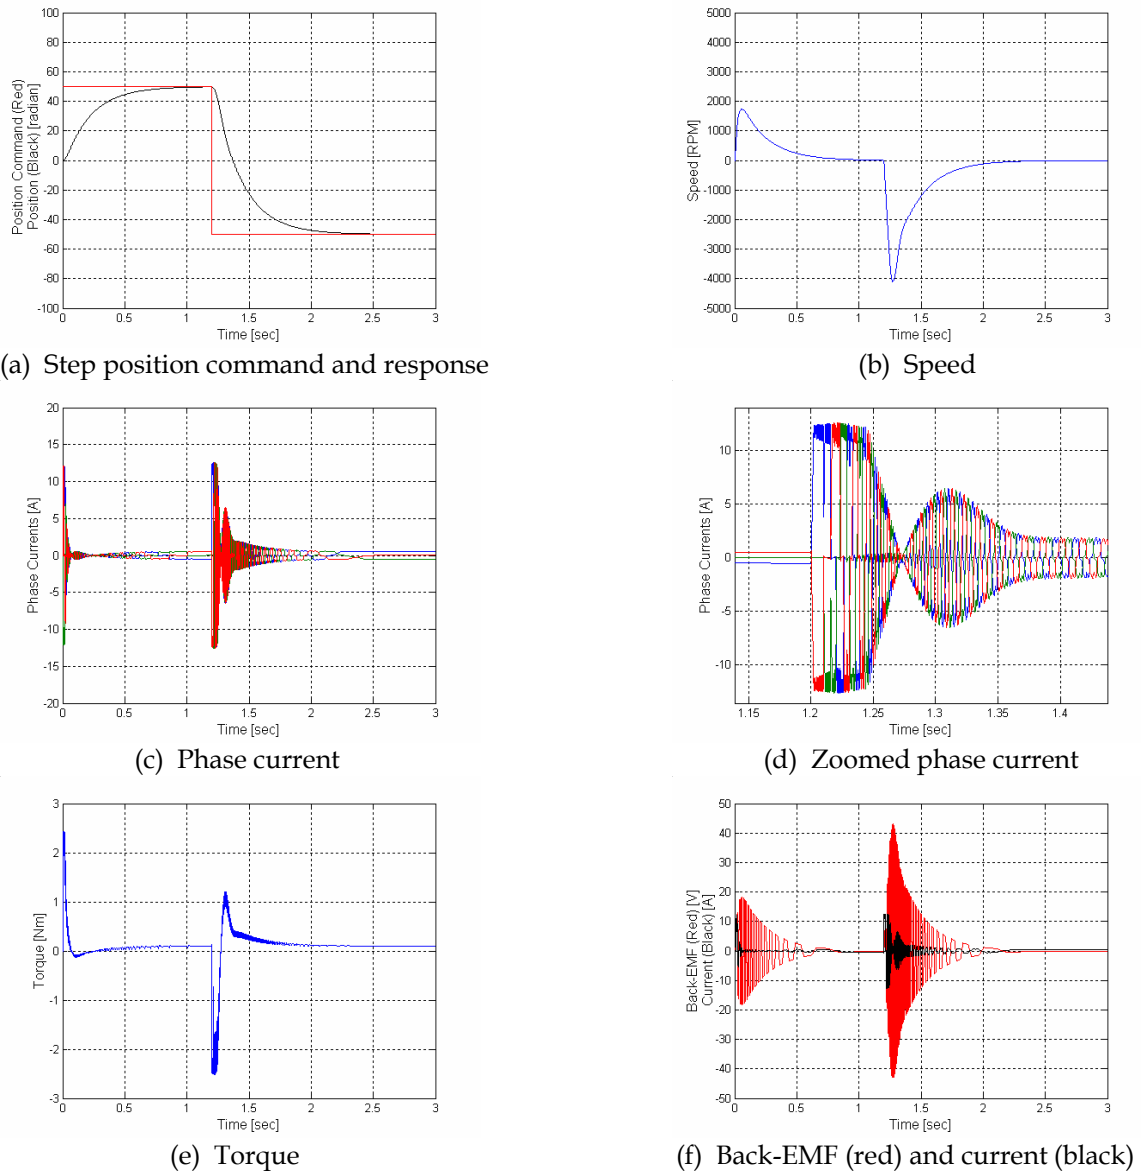 100
80
60
40
20
0
-20
-40
-60
-80
-100
Position Command (Red)
Position (Black) [radian]
0 0.5 1 1.5 2 2.5 3
Time [sec]
(a) Step position command and response
5000
4000
3000
2000
1000
0
-1000
-2000
-3000
-4000
-5000
Speed [RPM]
0 0.5 1 1.5 2 2.5 3
Time [sec]
(b) Speed
20
15
10
5
0
-5
-10
-15
-20
Phase Currents [A]
0 0.5 1 1.5 2 2.5 3
Time [sec]
(c) Phase current
10
5
0
-5
-10
Phase Currents [A]
1.15 1.2 1.25 1.3 1.35 1.4
Time [sec]
(d) Zoomed phase current
3
2
1
0
-1
-2
-3
Torque [Nm]
0 0.5 1 1.5 2 2.5 3
Time [sec]
(e) Torque
50
40
30
20
10
0
-10
-20
-30
-40
-50
Back-EMF (Red) [V]
Current (Black) [A]
0 0.5 1 1.5 2 2.5 3
Time [sec]
(f) Back-EMF (red) and current (black)